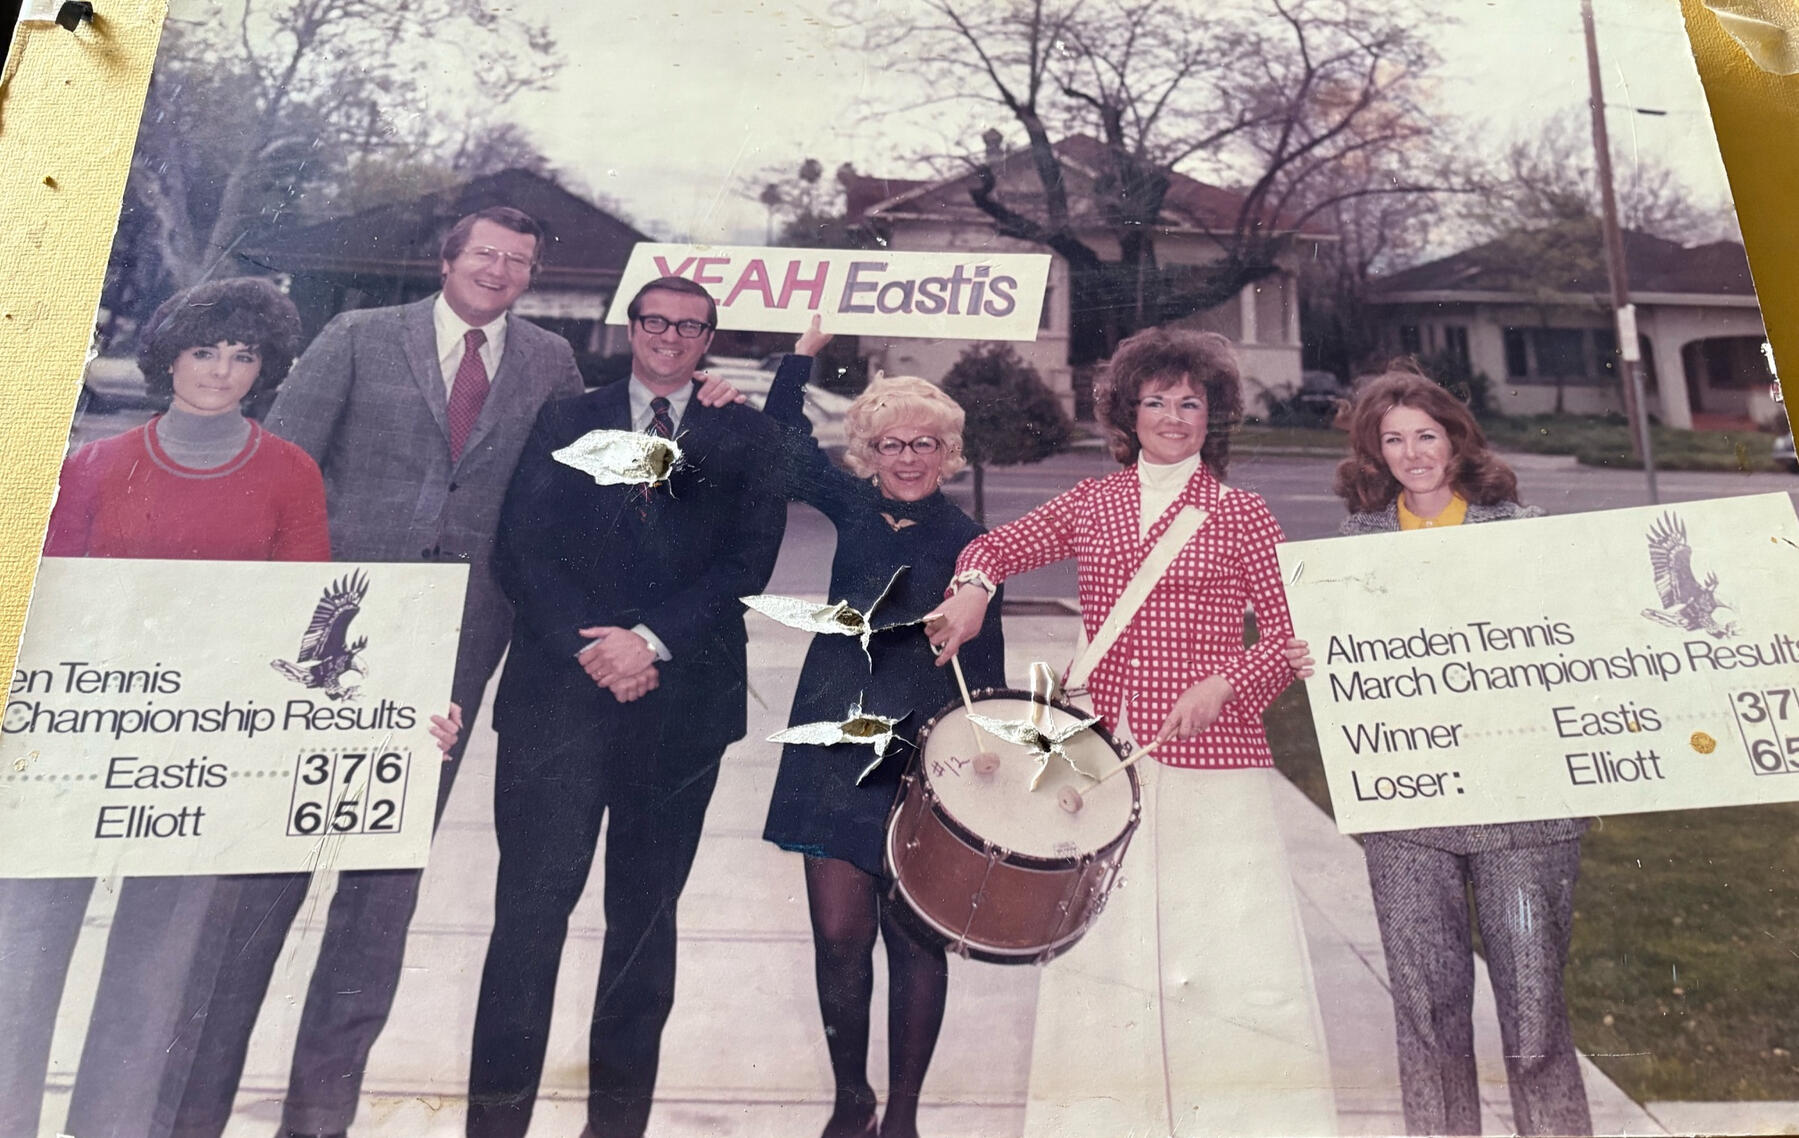 YEAH Eastis
en Tennis
Championship Results
Eastis 376
Elliott 652
#12
Almaden Tennis
March Championship Results
Winner Eastis 37
Loser: Elliott 65